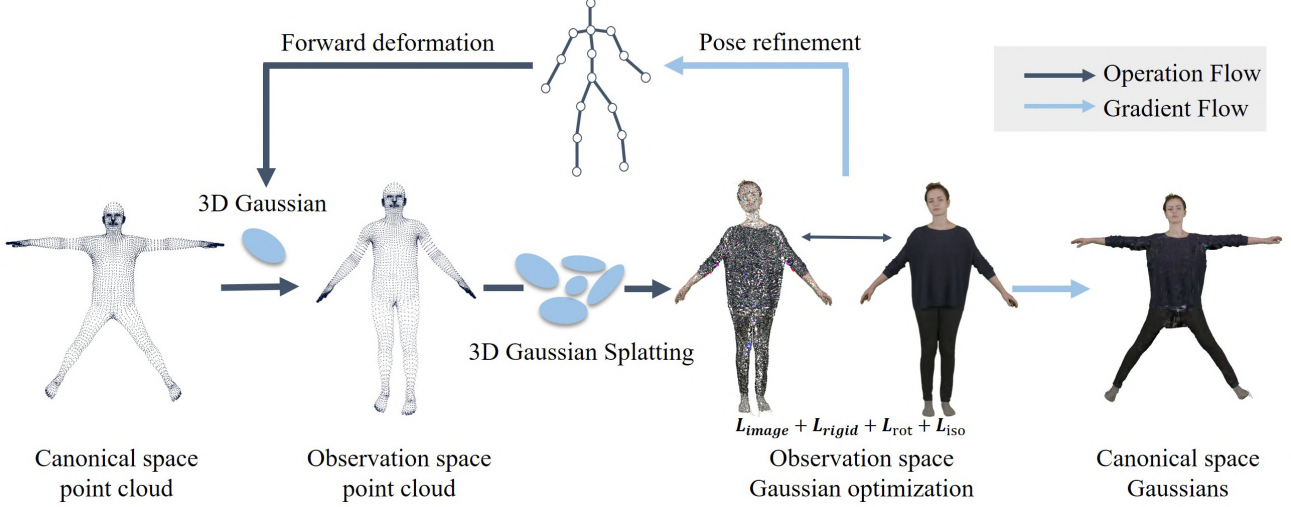 Forward deformation
Pose refinement
Operation Flow
Gradient Flow
3D Gaussian
3D Gaussian Splatting
L_image + L_rigid + L_rot + L_iso
Canonical space
point cloud
Observation space
point cloud
Observation space
Gaussian optimization
Canonical space
Gaussians